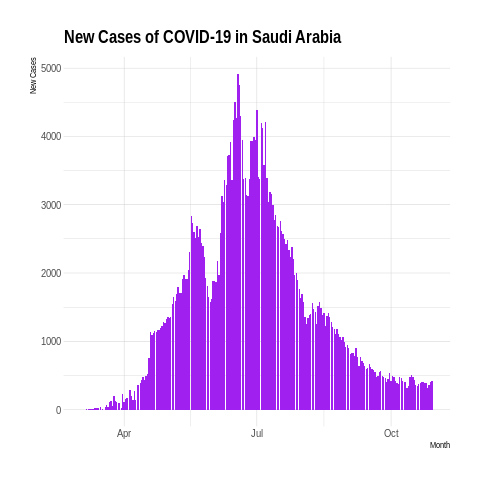 New Cases of COVID-19 in Saudi Arabia
New Cases
5000
4000
3000
2000
1000
0
Apr
Jul
Oct
Month